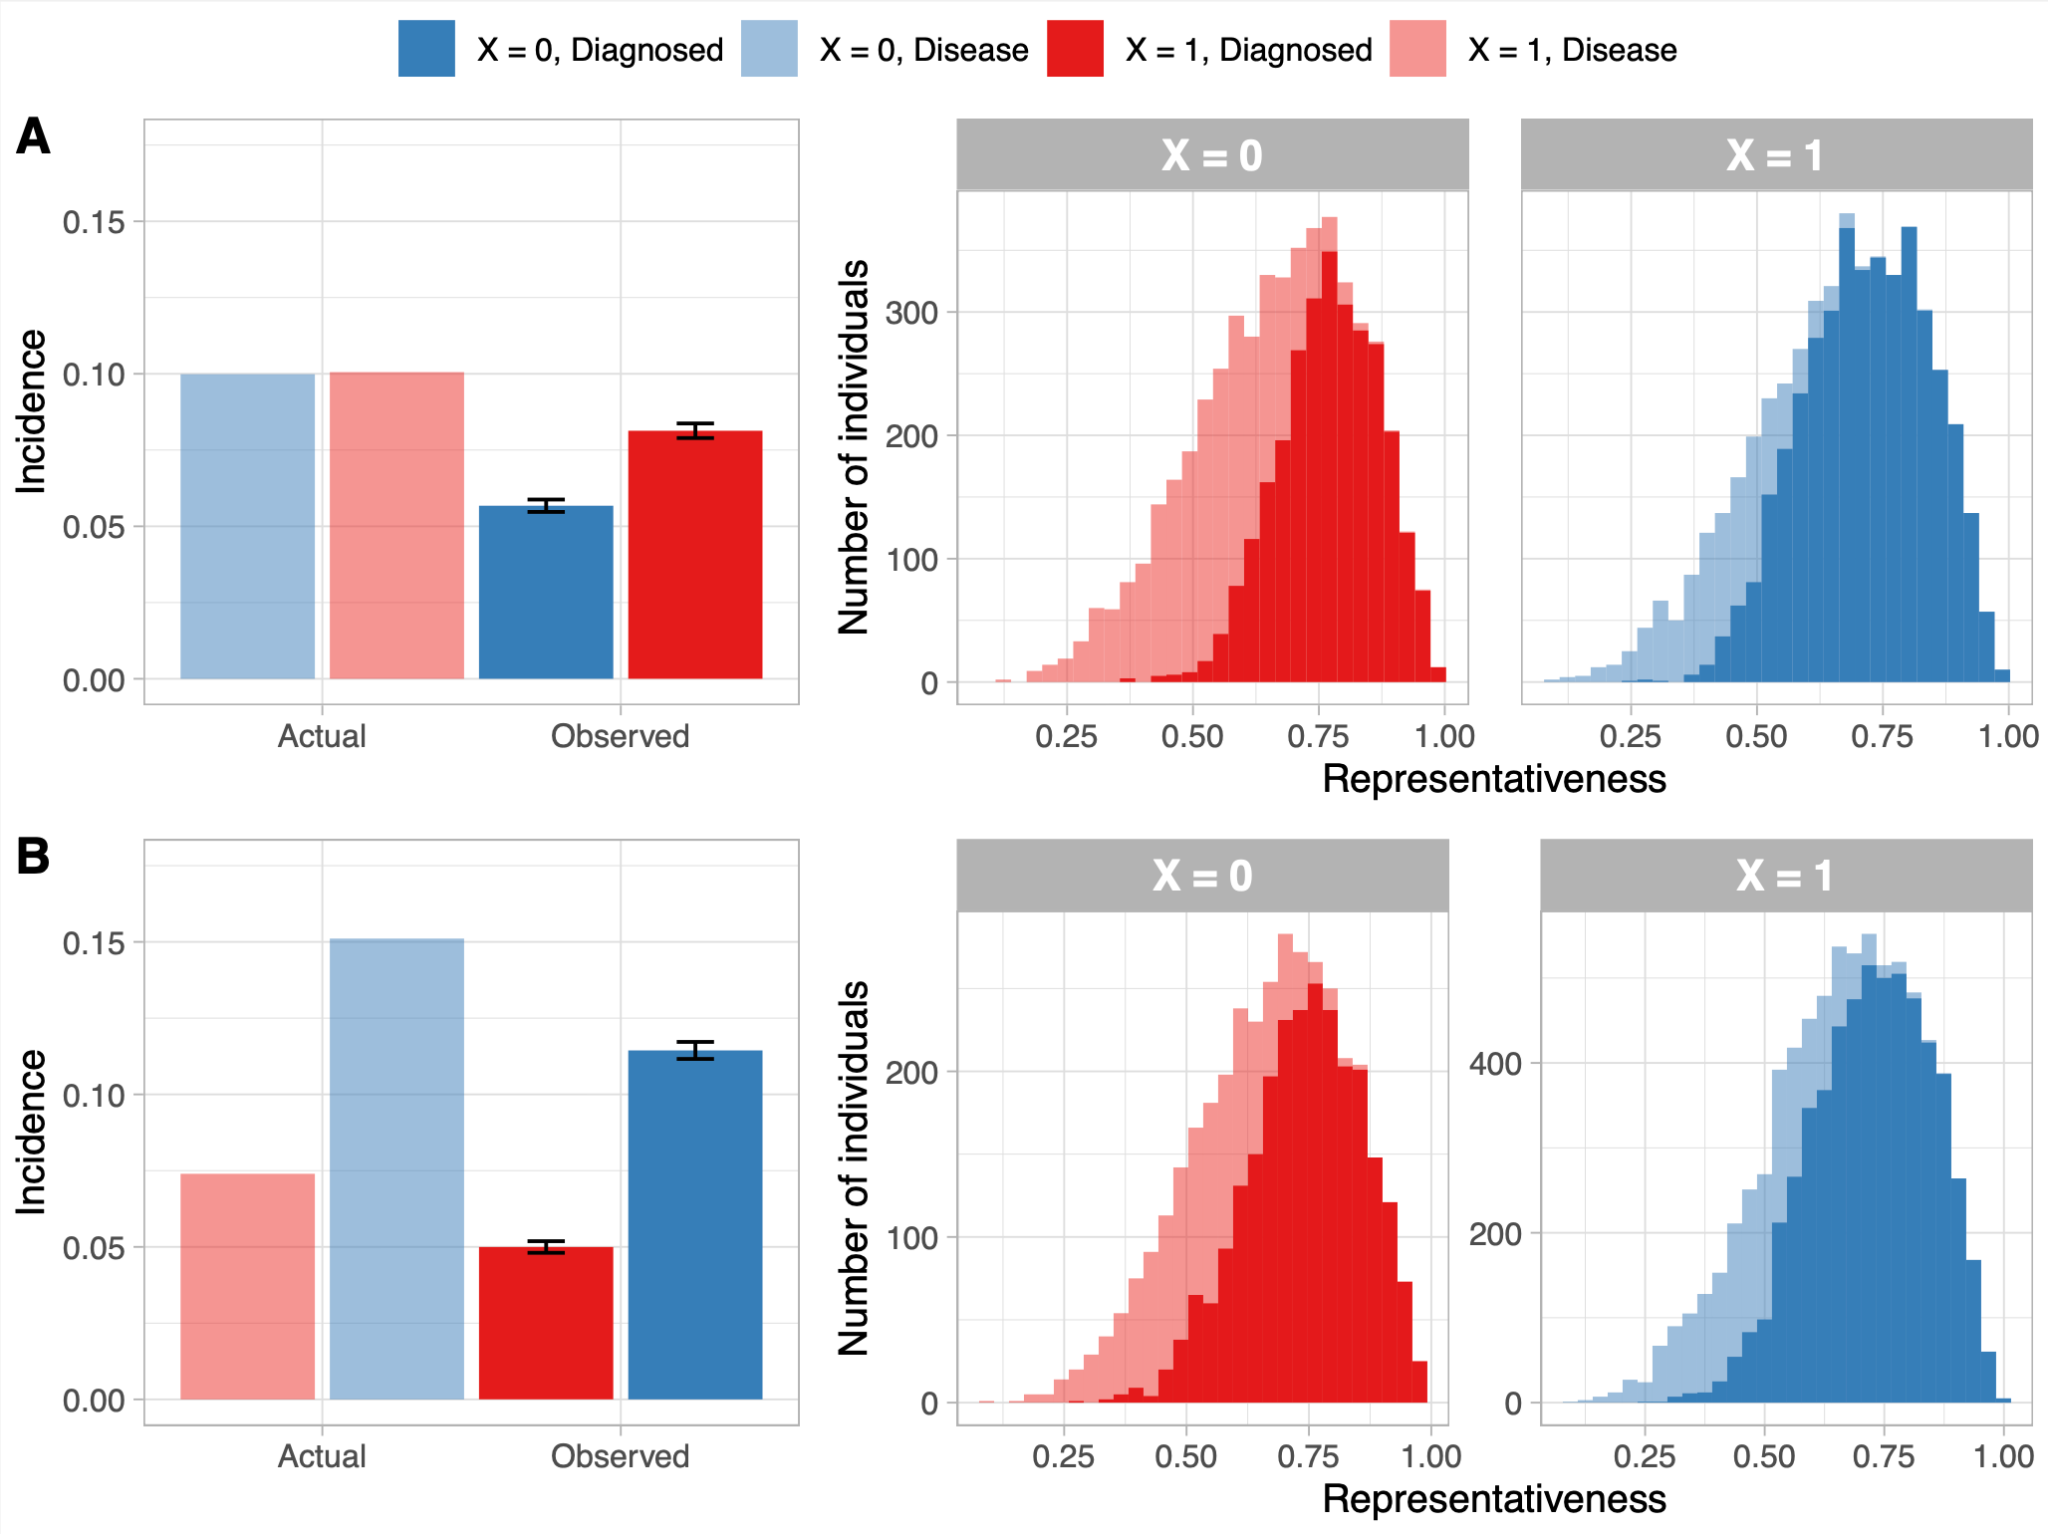 X = 0, Diagnosed X = 0, Disease X = 1, Diagnosed X = 1, Disease
A
Incidence
0.15
0.10
0.05
0.00
Actual Observed
X = 0 X = 1
Number of individuals
300
200
100
0
0.25 0.50 0.75 1.00 0.25 0.50 0.75 1.00
Representativeness
B
Incidence
0.15
0.10
0.05
0.00
Actual Observed
X = 0 X = 1
Number of individuals
200
100
0
400
200
0
0.25 0.50 0.75 1.00 0.25 0.50 0.75 1.00
Representativeness